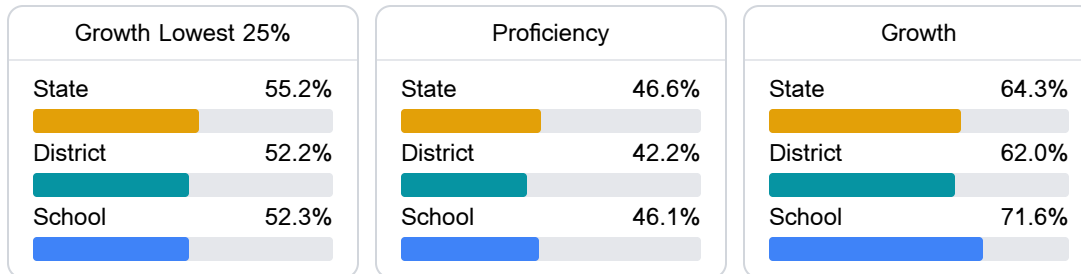 Growth Lowest 25%
State 55.2%
District 52.2%
School 52.3%
Proficiency
State 46.6%
District 42.2%
School 46.1%
Growth
State 64.3%
District 62.0%
School 71.6%